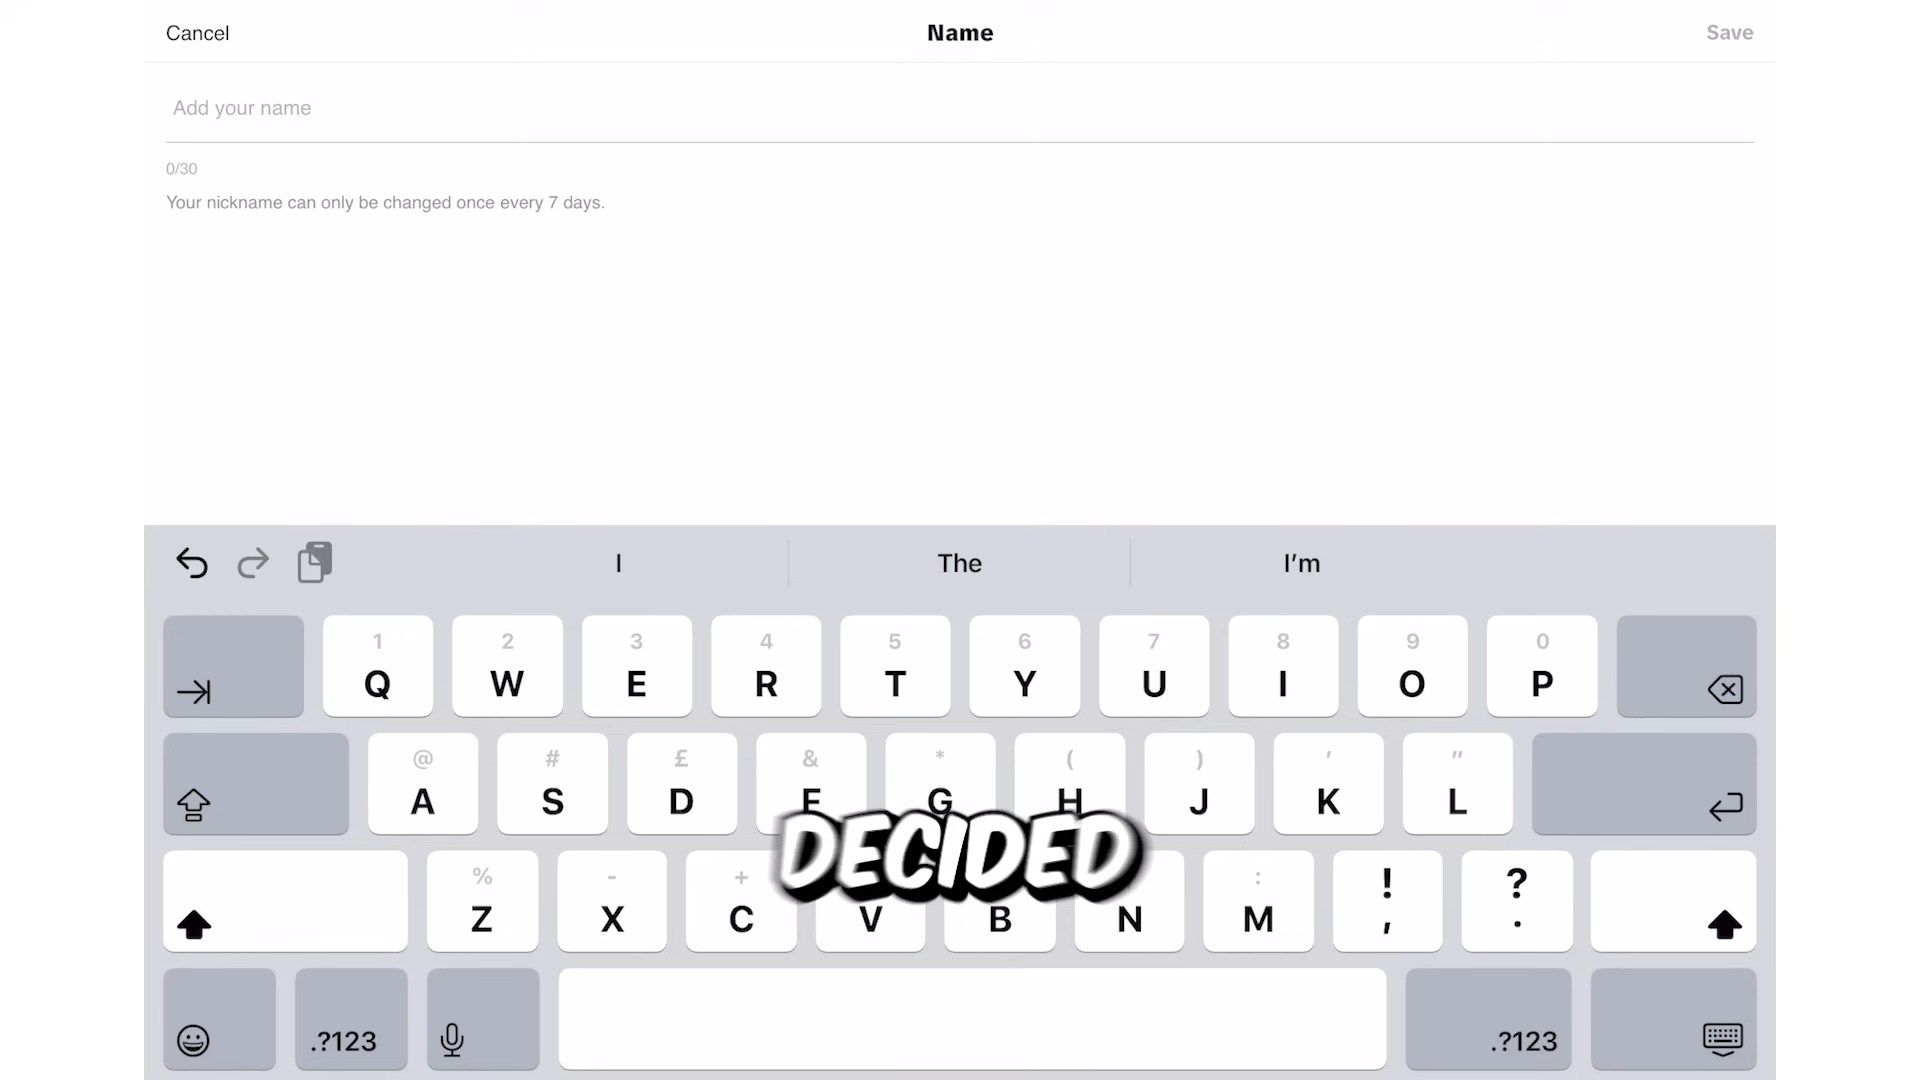 Cancel Name Save
Add your name
0/30
Your nickname can only be changed once every 7 days.
I The I’m
1 2 3 4 5 6 7 8 9 0
Q W E R T Y U I O P
@ # £ & * ( ) ' "
A S D F G H J K L
DECIDED
% - + : ! ?
Z X C V B N M , .
.?123 .?123